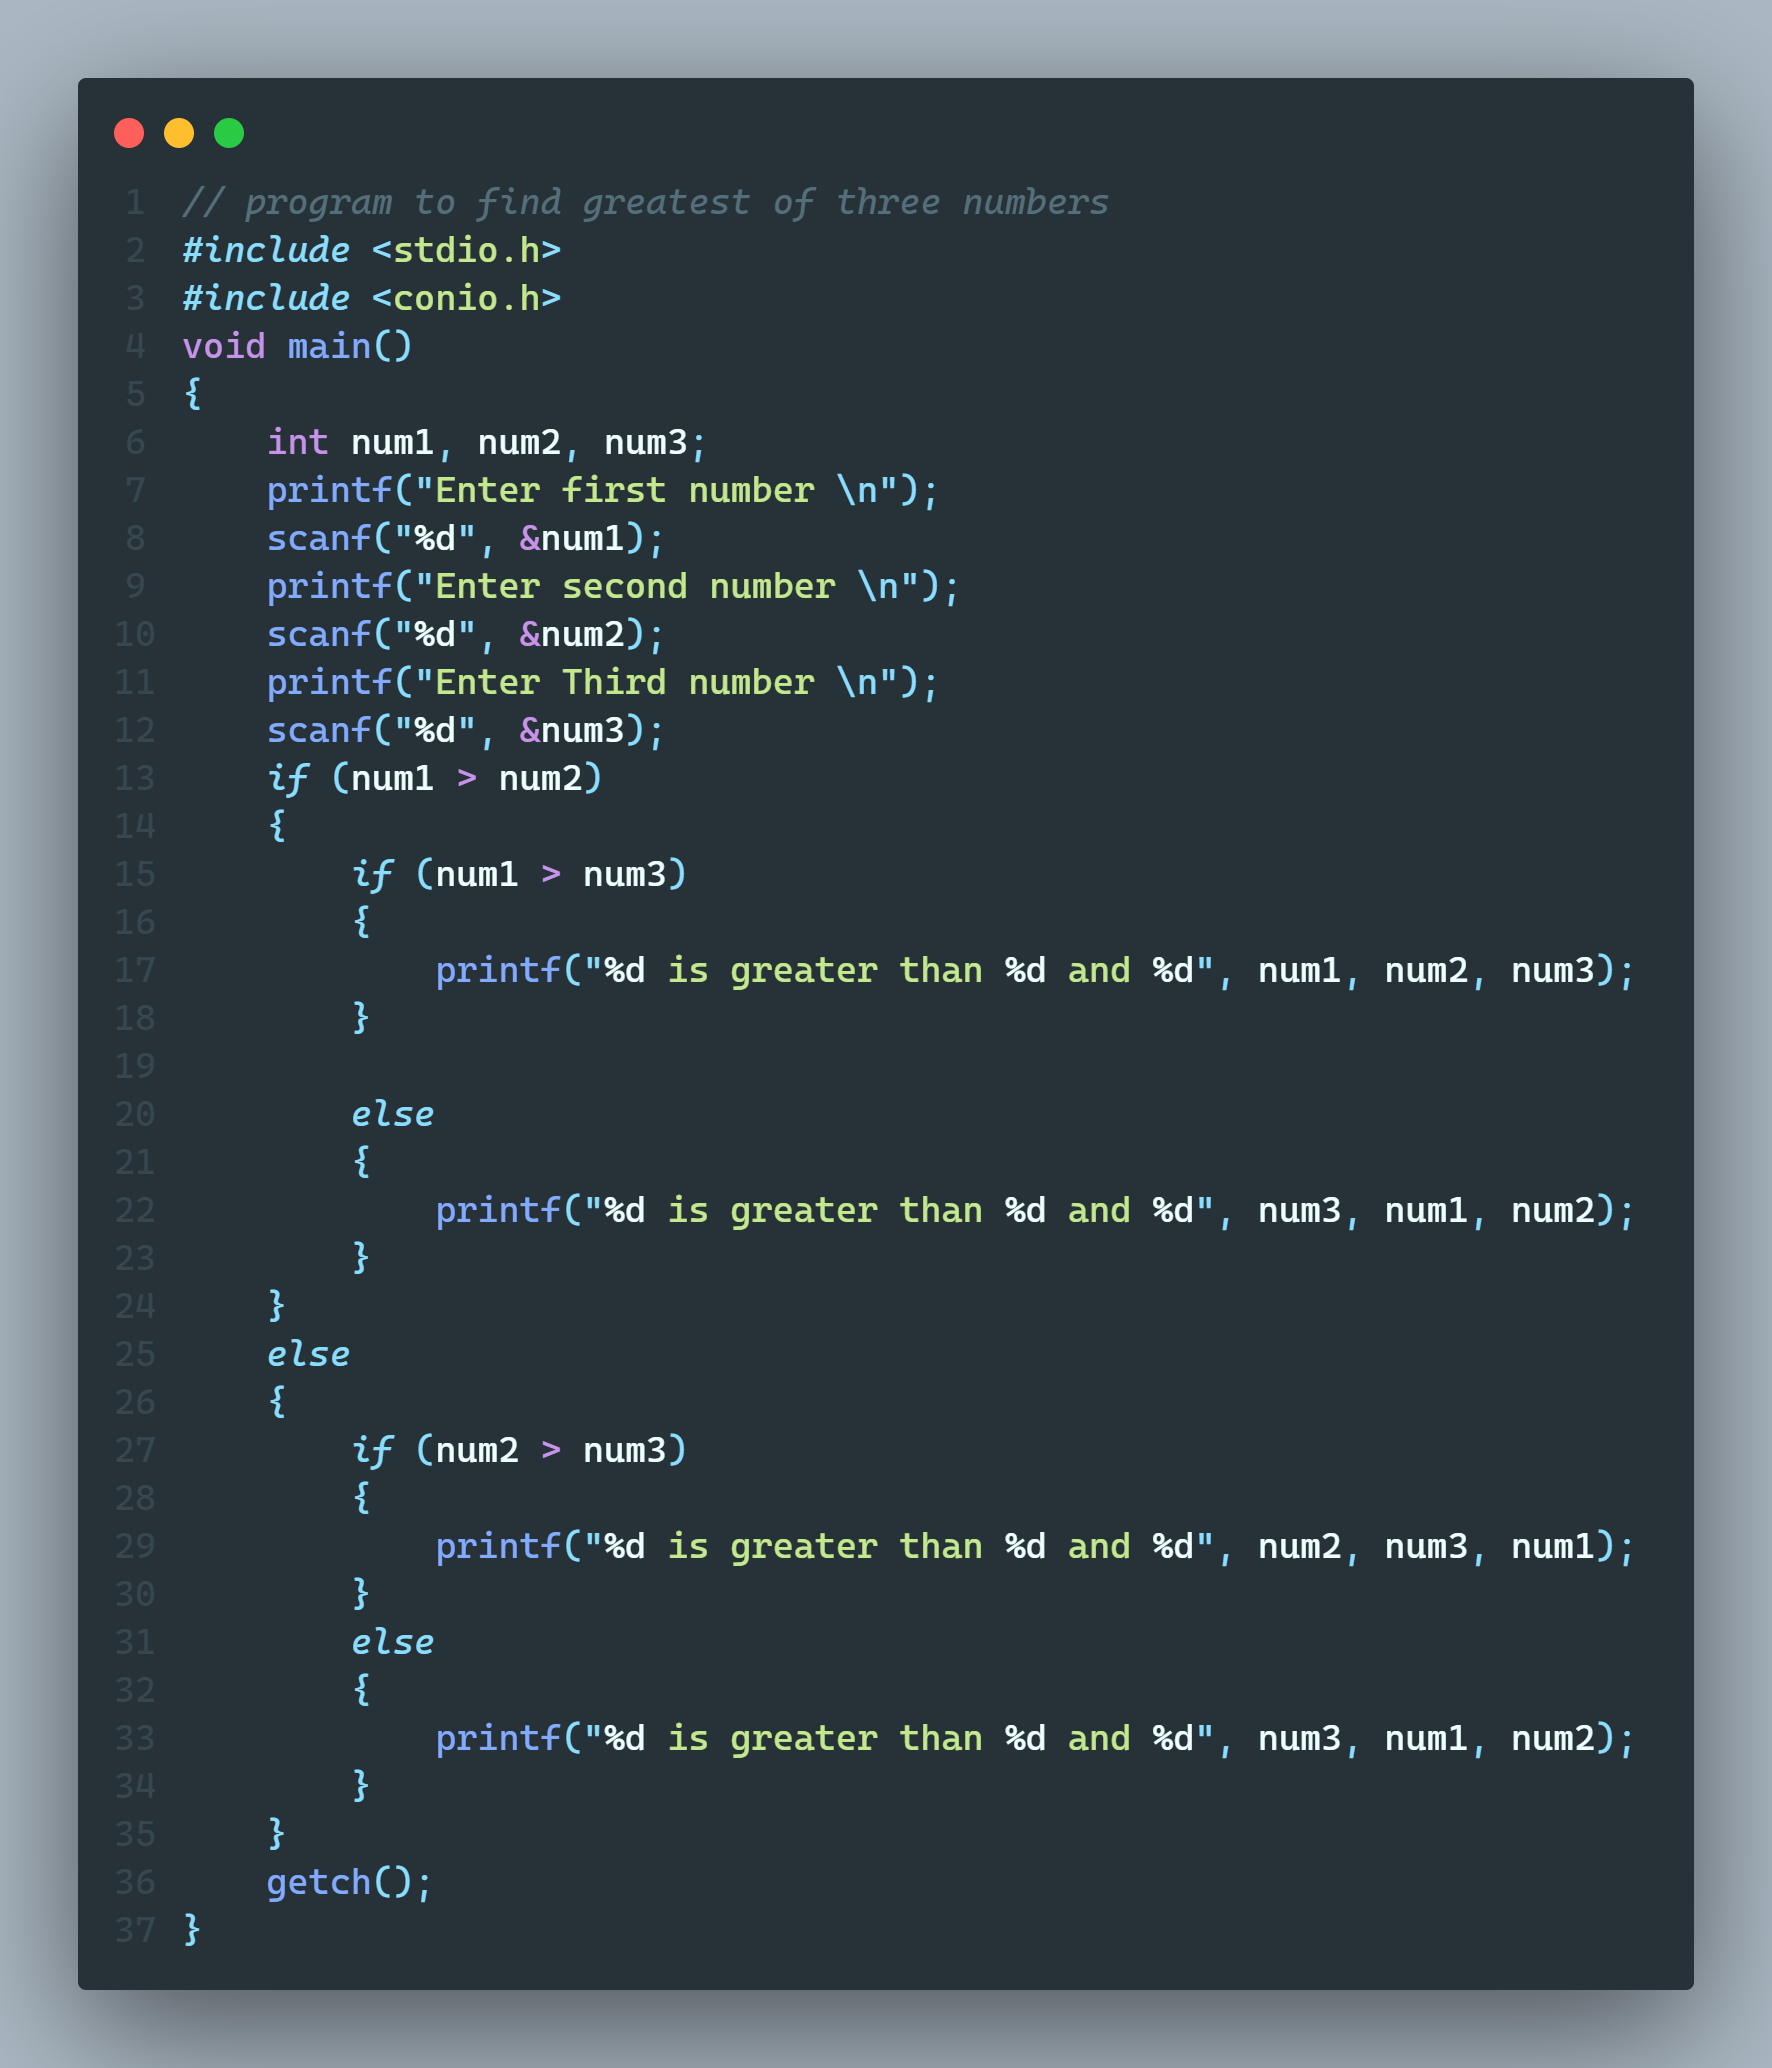 1 // program to find greatest of three numbers
2 #include <stdio.h>
3 #include <conio.h>
4 void main()
5 {
6     int num1, num2, num3;
7     printf("Enter first number \n");
8     scanf("%d", &num1);
9     printf("Enter second number \n");
10     scanf("%d", &num2);
11     printf("Enter Third number \n");
12     scanf("%d", &num3);
13     if (num1 > num2)
14     {
15         if (num1 > num3)
16         {
17             printf("%d is greater than %d and %d", num1, num2, num3);
18         }
19
20         else
21         {
22             printf("%d is greater than %d and %d", num3, num1, num2);
23         }
24     }
25     else
26     {
27         if (num2 > num3)
28         {
29             printf("%d is greater than %d and %d", num2, num3, num1);
30         }
31         else
32         {
33             printf("%d is greater than %d and %d", num3, num1, num2);
34         }
35     }
36     getch();
37 }